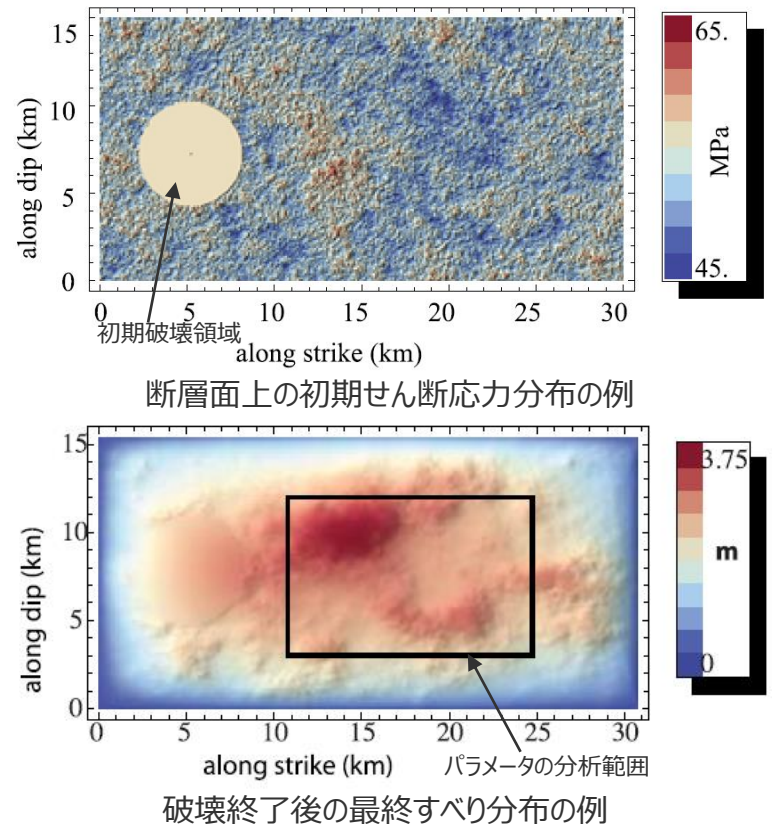 15
10
5
0
along dip (km)
0
5
10
15
20
25
30
along strike (km)
65.
MPa
45.
初期破壊領域
断層面上の初期せん断応力分布の例
15
10
5
0
along dip (km)
0
5
10
15
20
25
30
along strike (km)
3.75
m
0
パラメータの分析範囲
破壊終了後の最終すべり分布の例